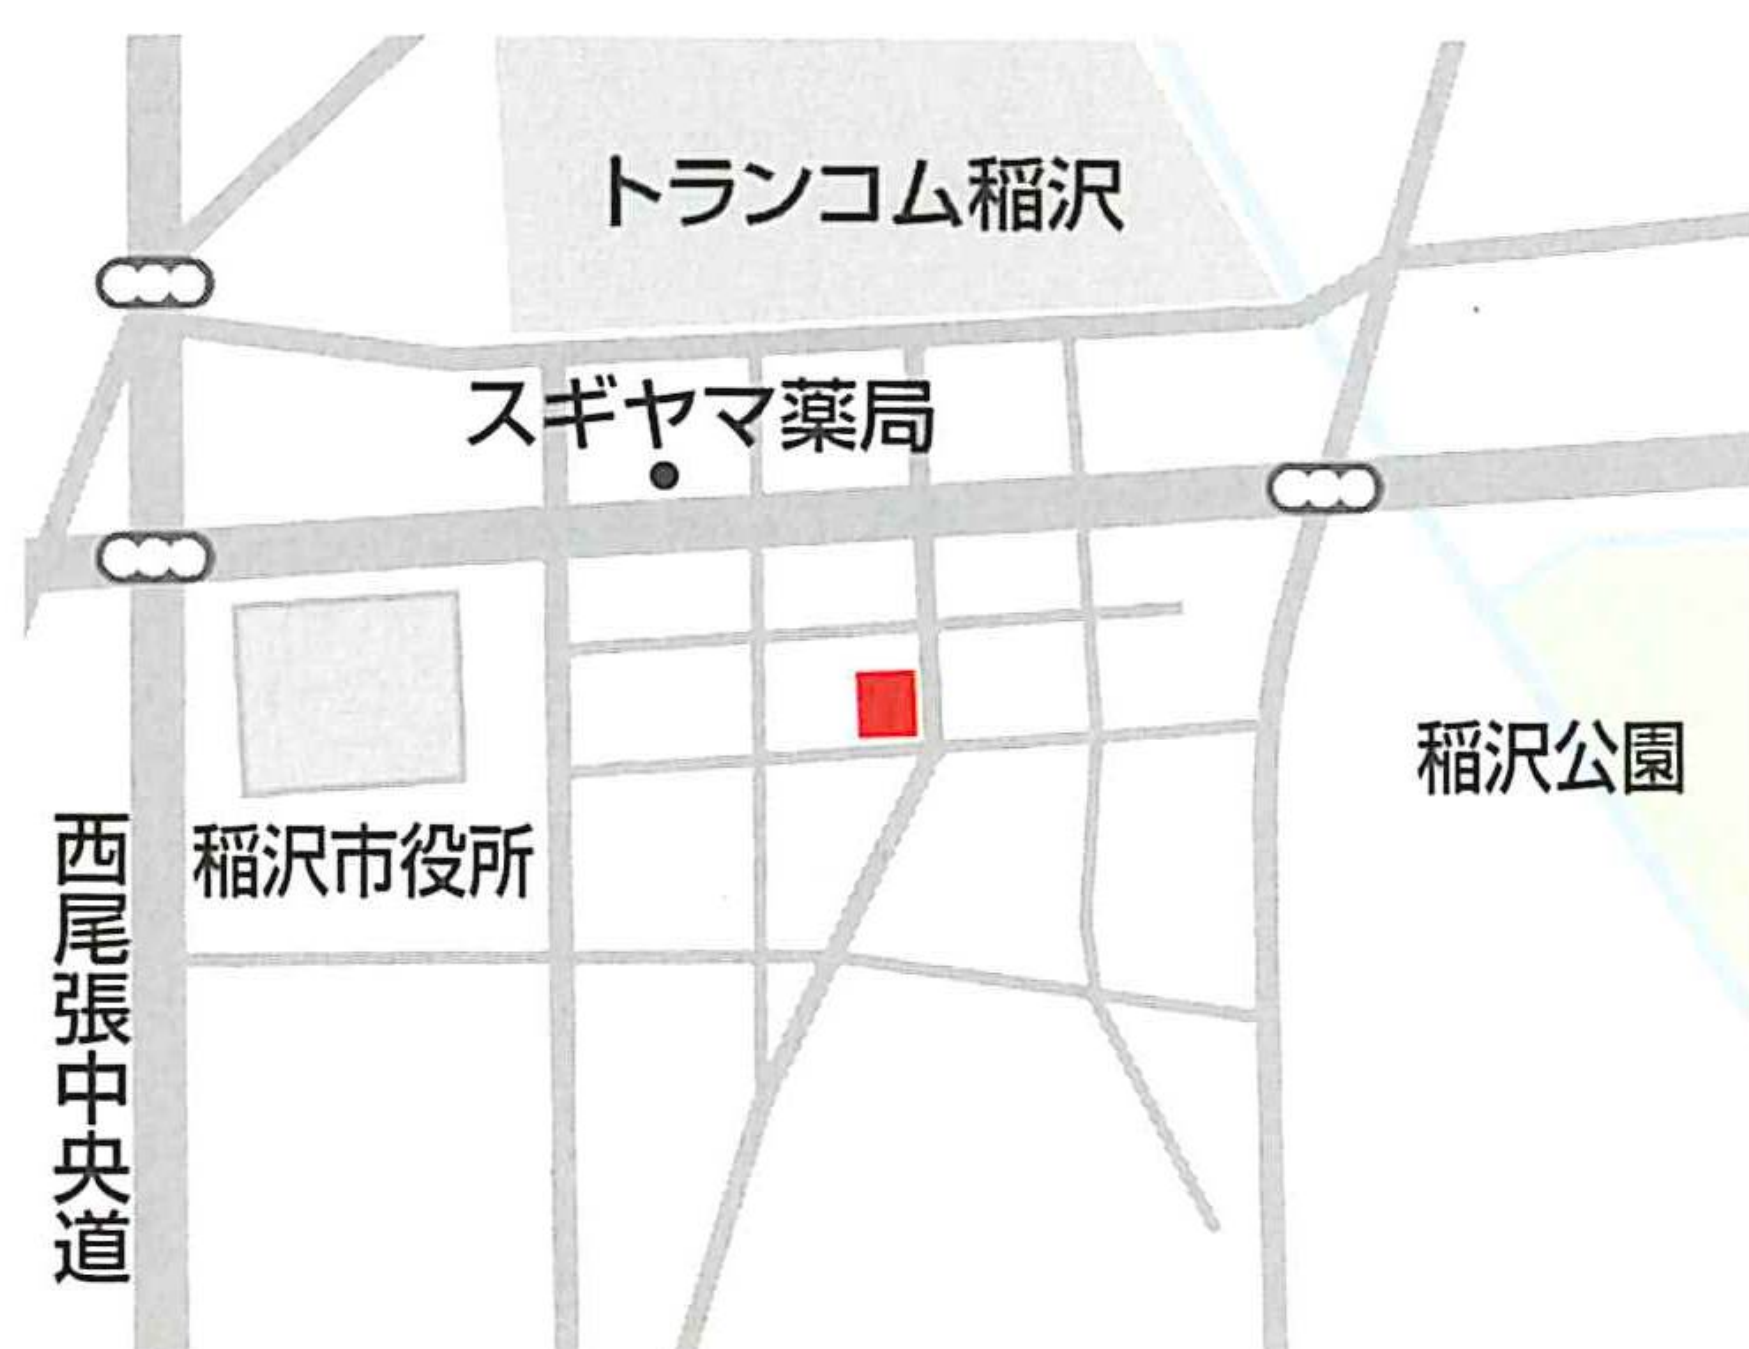 トランコム稲沢
スギヤマ薬局
稲沢公園
稲沢市役所
西尾張中央道